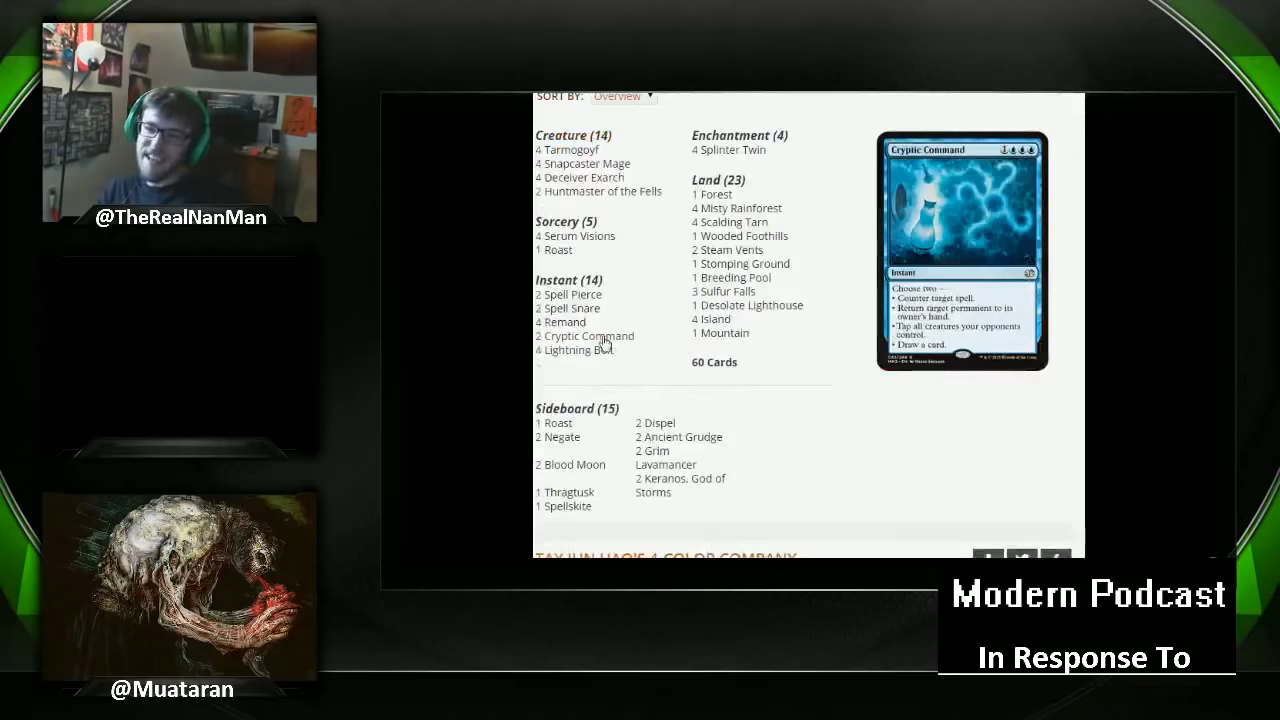 @TheRealNanMan
SORT BY: Overview
Creature (14)
4 Tarmogoyf
4 Snapcaster Mage
4 Deceiver Exarch
2 Huntmaster of the Fells
Sorcery (5)
4 Serum Visions
1 Roast
Instant (14)
2 Spell Pierce
2 Spell Snare
4 Remand
2 Cryptic Command
4 Lightning Bolt
Enchantment (4)
4 Splinter Twin
Land (23)
1 Forest
4 Misty Rainforest
4 Scalding Tarn
1 Wooded Foothills
2 Steam Vents
1 Stomping Ground
1 Breeding Pool
3 Sulfur Falls
1 Desolate Lighthouse
4 Island
1 Mountain
60 Cards
Cryptic Command 1
Instant
Choose two —
• Counter target spell.
• Return target permanent to its
owner's hand.
• Tap all creatures your opponents
control.
• Draw a card.
Sideboard (15)
1 Roast
2 Negate
2 Blood Moon
1 Thragtusk
1 Spellskite
2 Dispel
2 Ancient Grudge
2 Grim
Lavamancer
2 Keranos, God of
Storms
TAY JUN HAO'S 4 COLOR COMPANY
@Muataran
Modern Podcast
In Response To